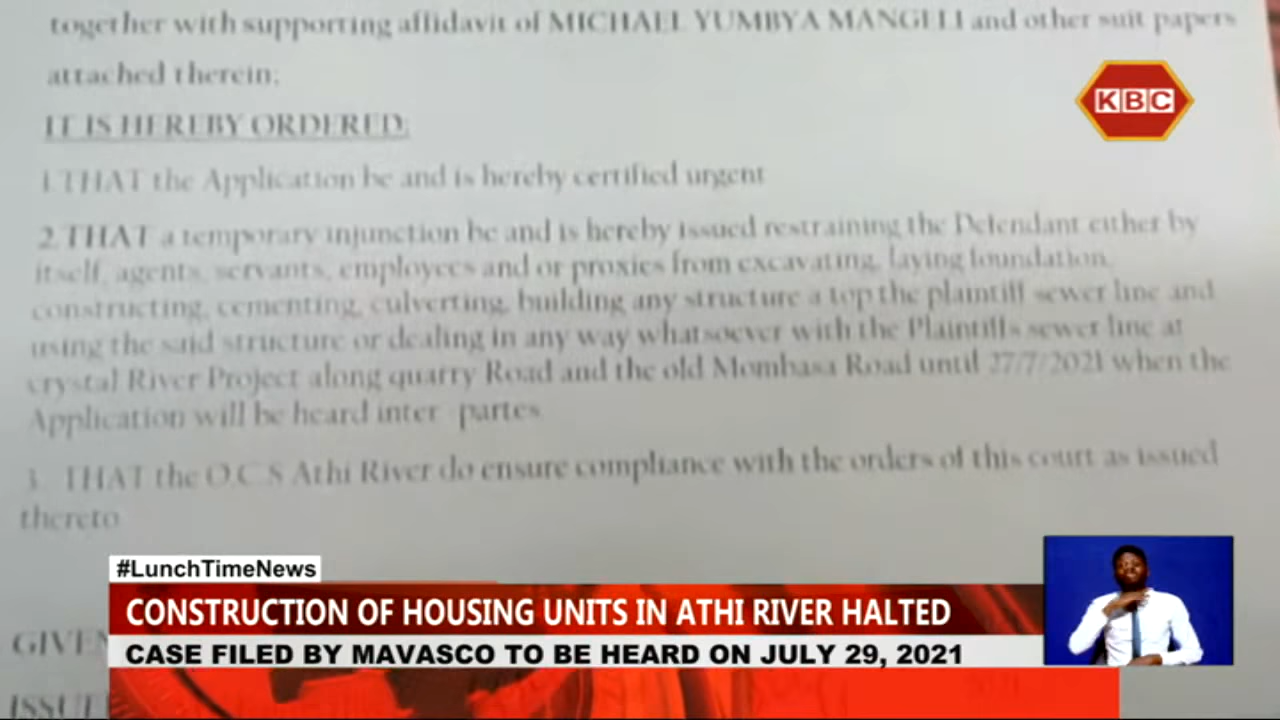 together with supporting affidavit of MICHAEL YUMBYA MANGELI and other suit papers
attached therein;
KBC
IT IS HEREBY ORDERED:
1.THAT the Application be and is hereby certified urgent
2.THAT a temporary injunction be and is hereby issued restraining the Defendant either by
itself, agents, servants, employees and or proxies from excavating, laying foundation,
constructing, cementing, culverting, building any structure a top the plaintiff sewer line and
using the said structure or dealing in any way whatsoever with the Plaintiffs sewer line at
crystal River Project along quarry Road and the old Mombasa Road until 27/7/2021 when the
Application will be heard inter partes
3. THAT the O.C.S Athi River do ensure compliance with the orders of this court as issued
thereto
#LunchTimeNews
CONSTRUCTION OF HOUSING UNITS IN ATHI RIVER HALTED
GIVEN
CASE FILED BY MAVASCO TO BE HEARD ON JULY 29, 2021